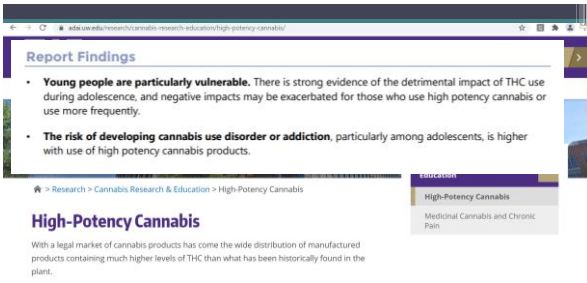 adai.uw.edu/research/cannabis-research-education/high-potency-cannabis/
Report Findings
• Young people are particularly vulnerable. There is strong evidence of the detrimental impact of THC use
during adolescence, and negative impacts may be exacerbated for those who use high potency cannabis or
use more frequently.
• The risk of developing cannabis use disorder or addiction, particularly among adolescents, is higher
with use of high potency cannabis products.
> Research > Cannabis Research & Education > High-Potency Cannabis
High-Potency Cannabis
With a legal market of cannabis products has come the wide distribution of manufactured
products containing much higher levels of THC than what has been historically found in the
plant.
Education
High-Potency Cannabis
Medicinal Cannabis and Chronic
Pain